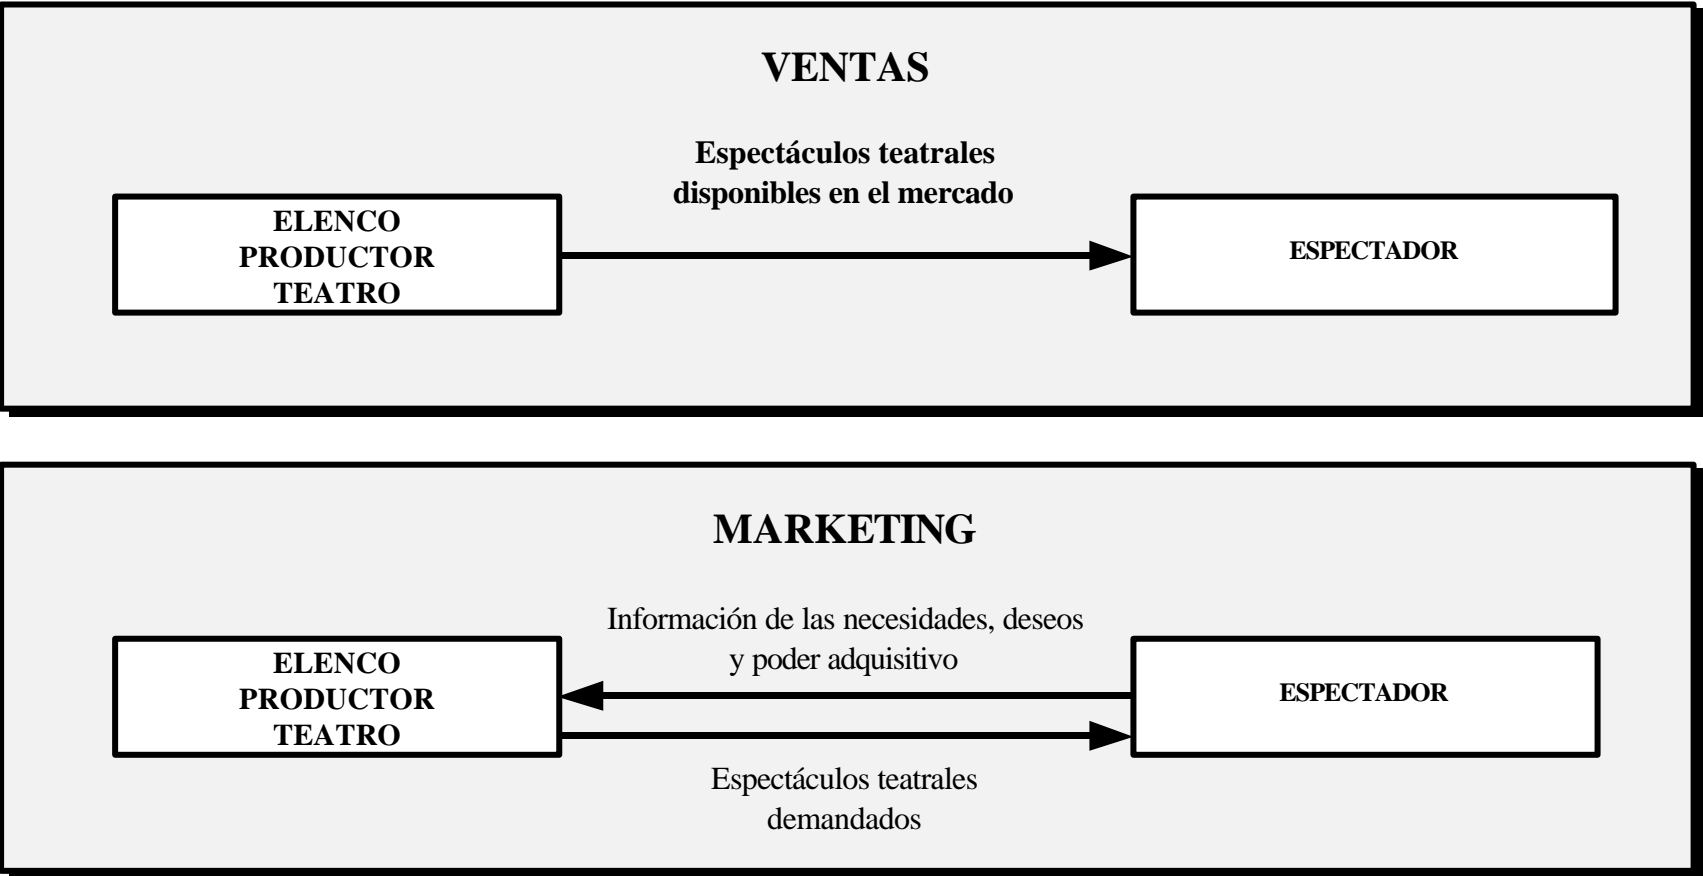 VENTAS
Espectáculos teatrales
disponibles en el mercado
ELENCO
PRODUCTOR
TEATRO
ESPECTADOR
MARKETING
Información de las necesidades, deseos
y poder adquisitivo
ELENCO
PRODUCTOR
TEATRO
ESPECTADOR
Espectáculos teatrales
demandados